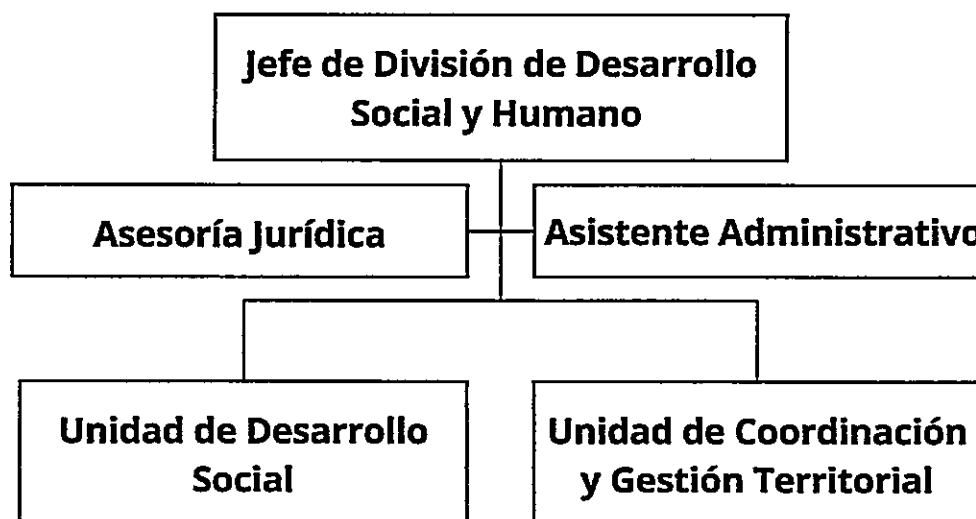 Jefe de División de Desarrollo
Social y Humano
Asesoría Jurídica
Asistente Administrativo
Unidad de Desarrollo
Social
Unidad de Coordinación
y Gestión Territorial